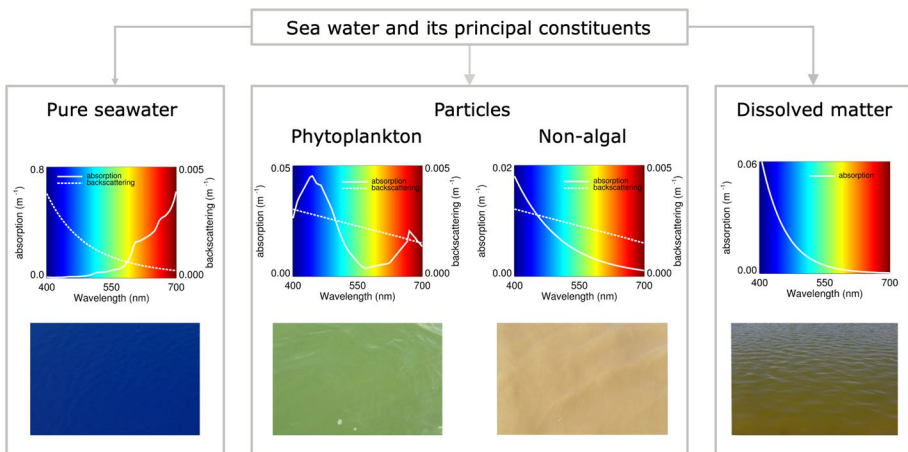 Sea water and its principal constituents
Pure seawater
0.8
0.005
absorption
backscattering
absorption (m⁻¹)
backscattering (m⁻¹)
0.0
0.000
400
550
700
Wavelength (nm)
Particles
Phytoplankton
0.05
0.005
absorption
backscattering
absorption (m⁻¹)
backscattering (m⁻¹)
0.00
0.000
400
550
700
Wavelength (nm)
Non-algal
0.02
0.005
absorption
backscattering
absorption (m⁻¹)
backscattering (m⁻¹)
0.00
0.000
400
550
700
Wavelength (nm)
Dissolved matter
0.06
absorption
absorption (m⁻¹)
0.00
400
550
700
Wavelength (nm)